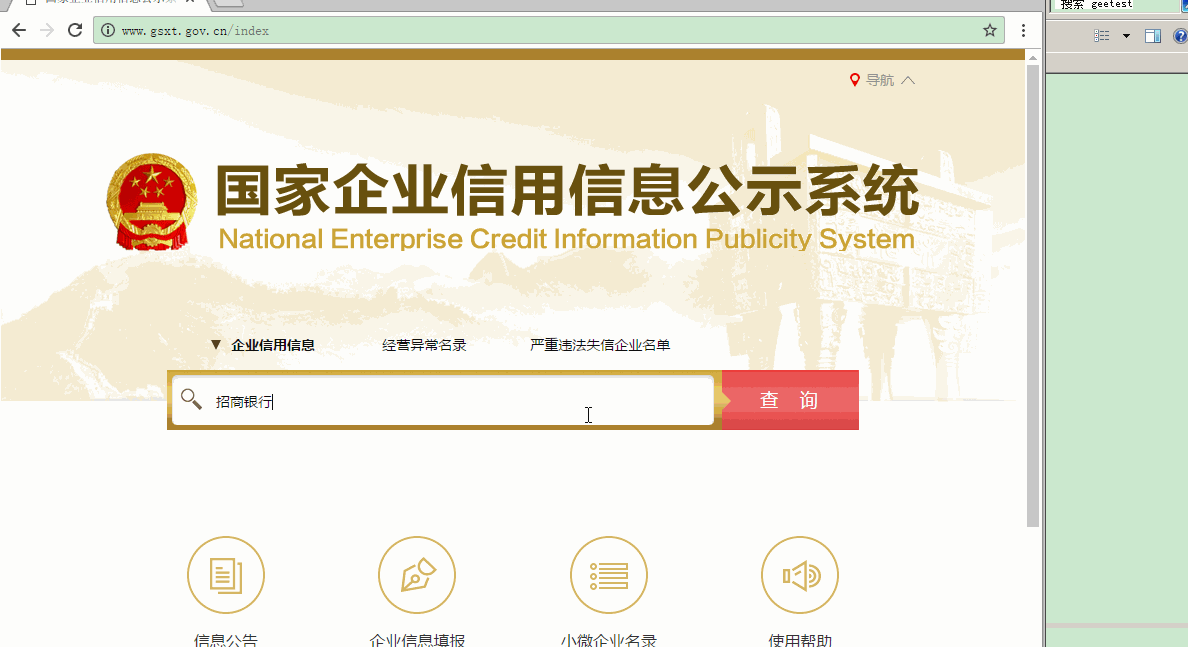 搜索 geetest
www.gsxt.gov.cn/index
导航
国家企业信用信息公示系统
National Enterprise Credit Information Publicity System
企业信用信息 经营异常名录 严重违法失信企业名单
招商银行
查 询
信息公告 企业信息填报 小微企业名录 使用帮助